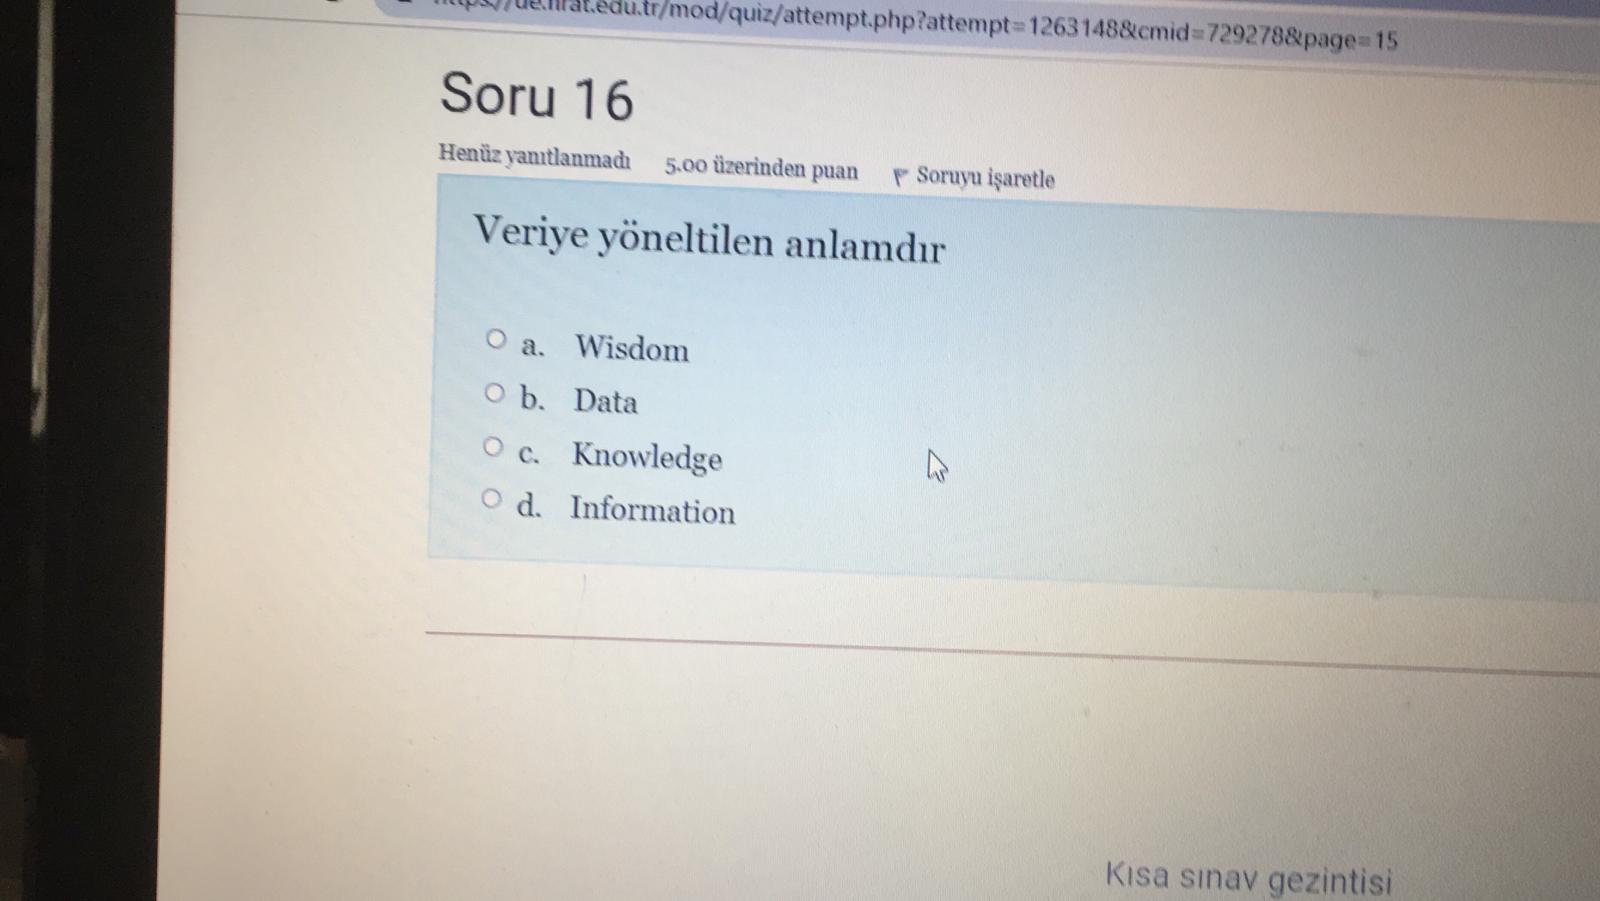 https://ue.firat.edu.tr/mod/quiz/attempt.php?attempt=1263148&cmid=729278&page=15
Soru 16
Henüz yanıtlanmadı 5.00 üzerinden puan Soruyu işaretle
Veriye yöneltilen anlamdır
a. Wisdom
b. Data
c. Knowledge
d. Information
Kısa sınav gezintisi